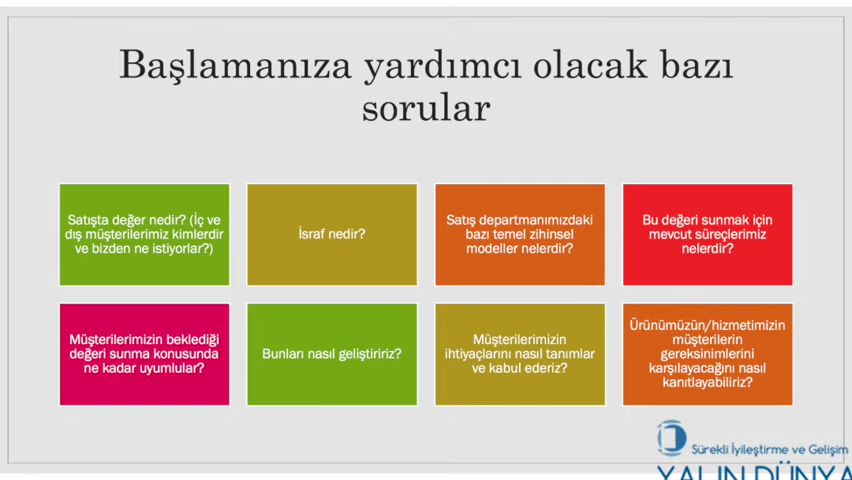 Başlamanıza yardımcı olacak bazı
sorular
Satışta değer nedir? (İç ve
dış müşterilerimiz kimlerdir
ve bizden ne istiyorlar?)
İsraf nedir?
Satış departmanımızdaki
bazı temel zihinsel
modeller nelerdir?
Bu değeri sunmak için
mevcut süreçlerimiz
nelerdir?
Müşterilerimizin beklediği
değeri sunma konusunda
ne kadar uyumlular?
Bunları nasıl geliştiririz?
Müşterilerimizin
ihtiyaçlarını nasıl tanımlar
ve kabul ederiz?
Ürünümüzün/hizmetimizin
müşterilerin
gereksinimlerini
karşılayacağını nasıl
kanıtlayabiliriz?
Sürekli İyileştirme ve Gelişim
YALIN DÜNYA